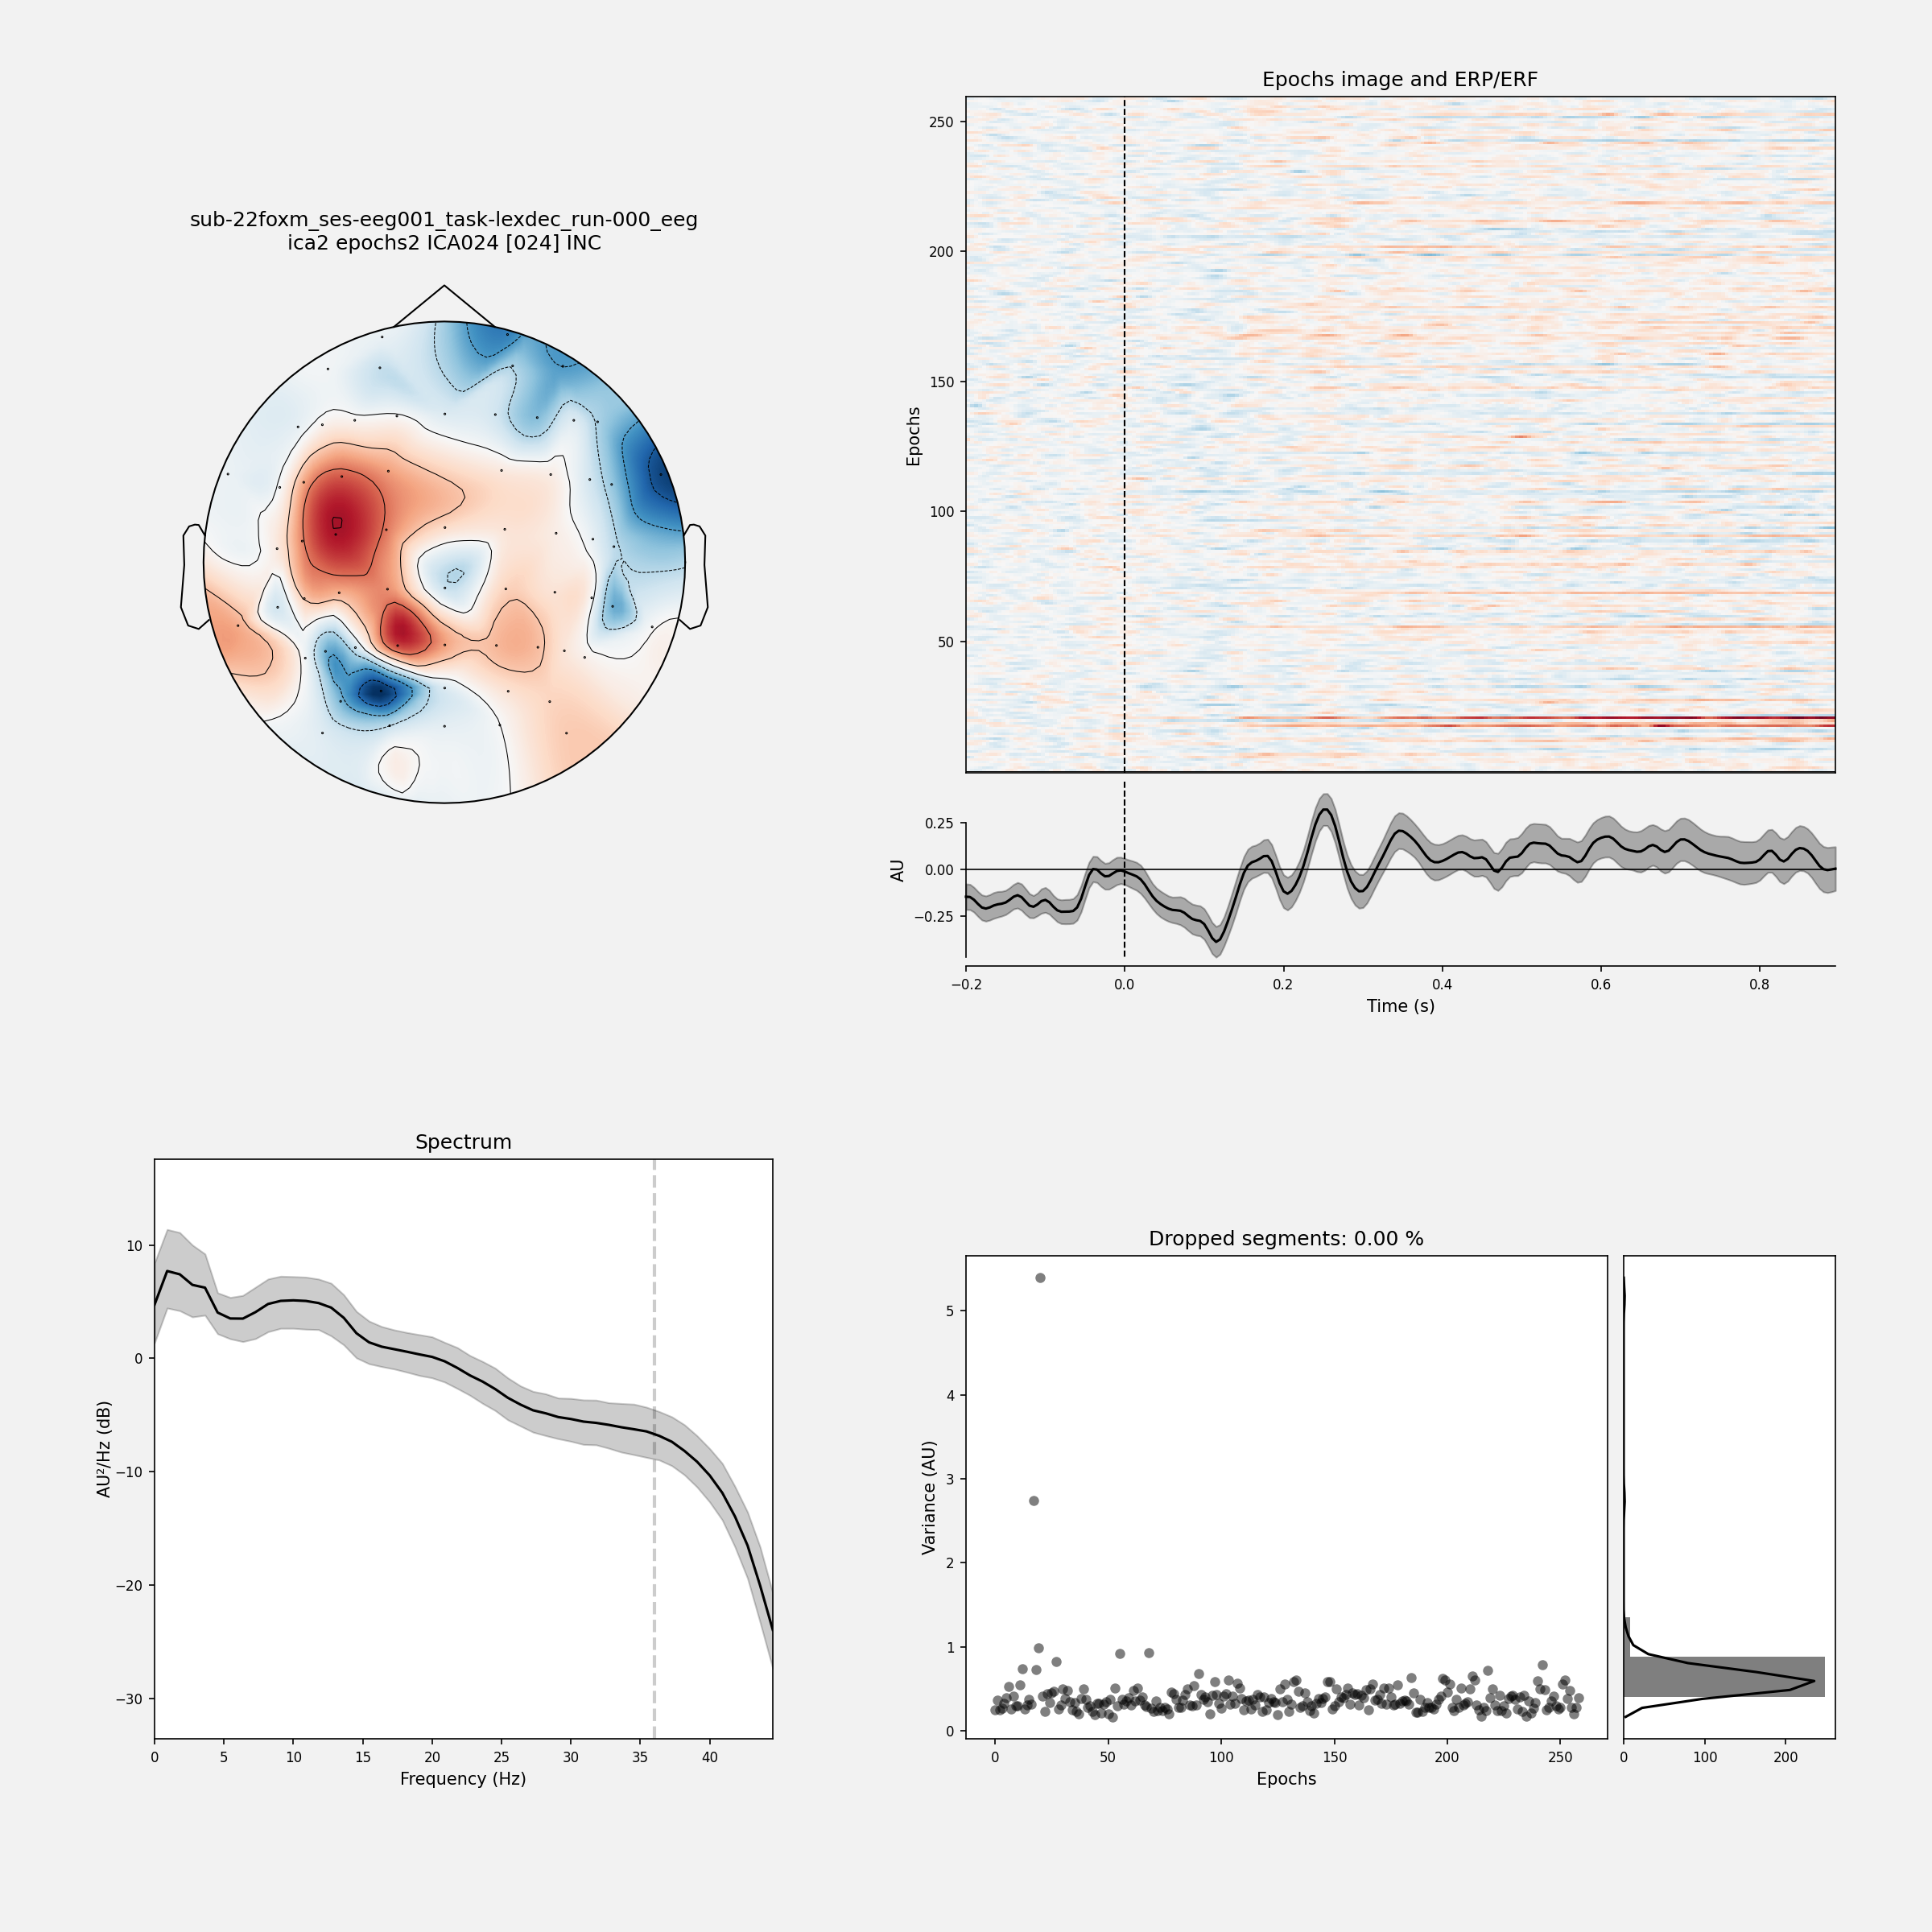 sub-22foxm_ses-eeg001_task-lexdec_run-000_eeg
ica2 epochs2 ICA024 [024] INC
Epochs image and ERP/ERF
250
200
150
100
50
Epochs
0.25
0.00
−0.25
AU
−0.2 0.0 0.2 0.4 0.6 0.8
Time (s)
Spectrum
10
0
−10
−20
−30
AU²/Hz (dB)
0 5 10 15 20 25 30 35 40
Frequency (Hz)
Dropped segments: 0.00 %
5
4
3
2
1
0
Variance (AU)
0 50 100 150 200 250
Epochs
0 100 200